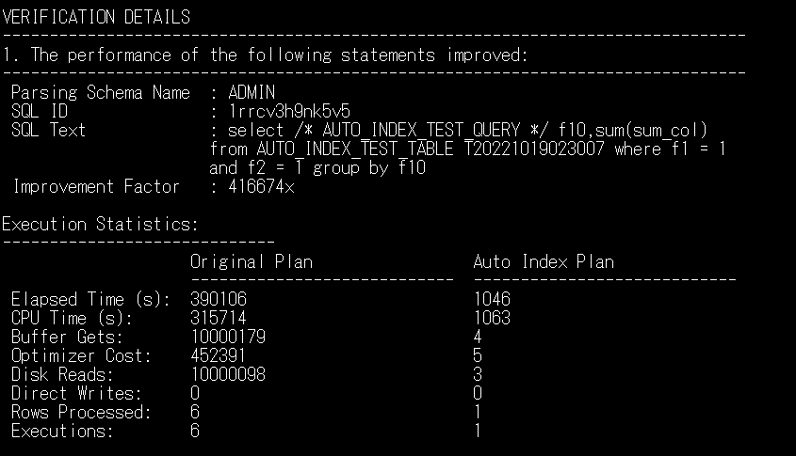 VERIFICATION DETAILS
-------------------------------------------------------------------------------
1. The performance of the following statements improved:
-------------------------------------------------------------------------------
Parsing Schema Name : ADMIN
SQL ID : 1rrcv3h9nk5v5
SQL Text : select /* AUTO_INDEX_TEST_QUERY */ f10,sum(sum_col)
from AUTO_INDEX_TEST_TABLE T20221019023007 where f1 = 1
and f2 = 1 group by f10
Improvement Factor : 416674x
Execution Statistics:
-----------------------------
Original Plan Auto Index Plan
---------------------------- ----------------------------
Elapsed Time (s): 390106 1046
CPU Time (s): 315714 1063
Buffer Gets: 10000179 4
Optimizer Cost: 452391 5
Disk Reads: 10000098 3
Direct Writes: 0 0
Rows Processed: 6 1
Executions: 6 1